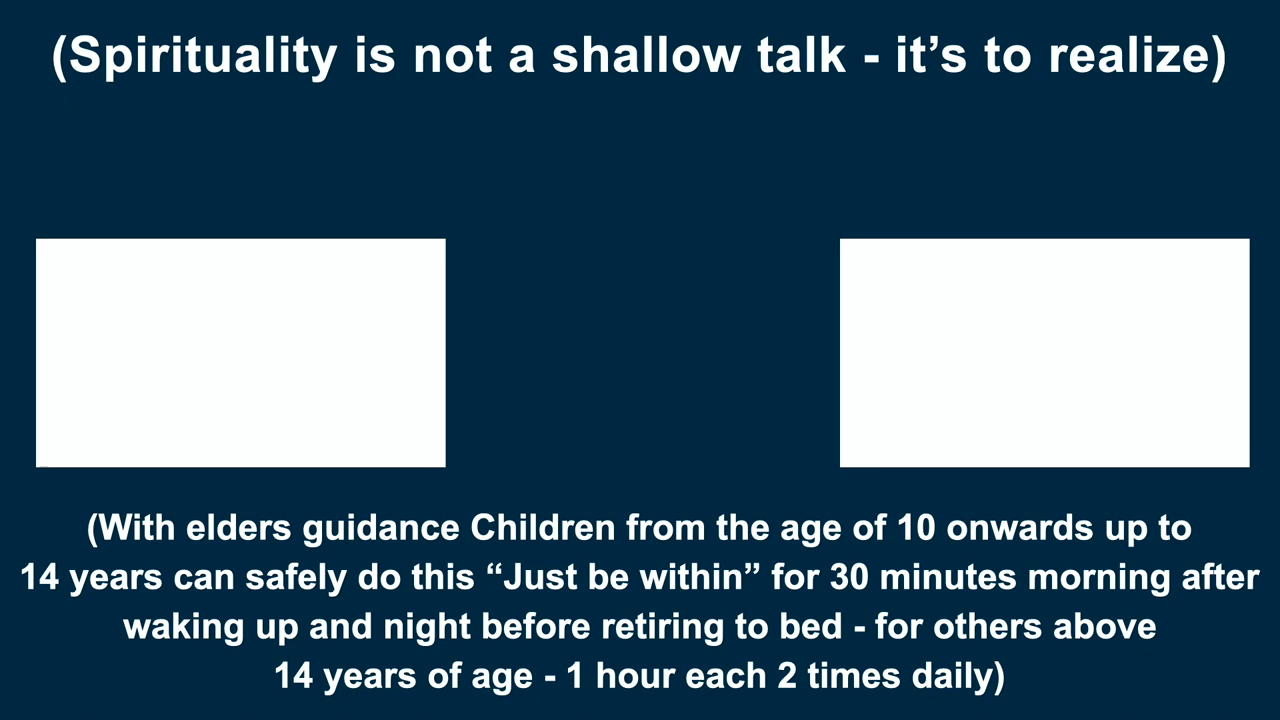 (Spirituality is not a shallow talk - it’s to realize)
(With elders guidance Children from the age of 10 onwards up to
14 years can safely do this “Just be within” for 30 minutes morning after
waking up and night before retiring to bed - for others above
14 years of age - 1 hour each 2 times daily)